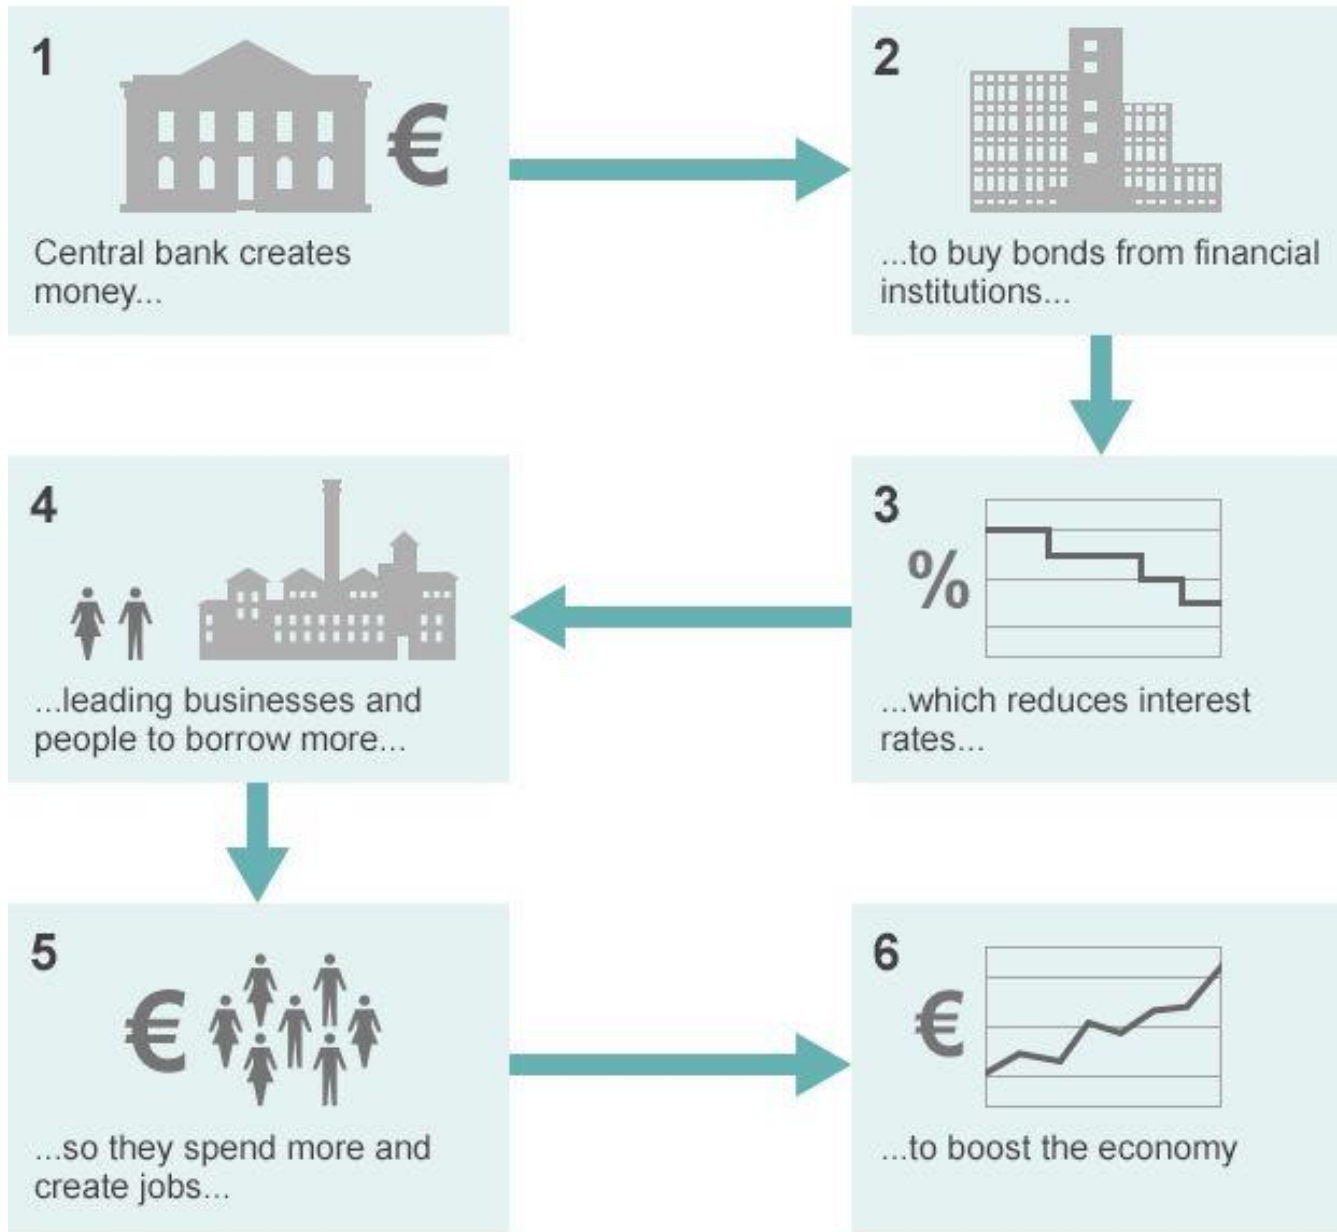 1
€
Central bank creates
money...
2
...to buy bonds from financial
institutions...
3
%
...which reduces interest
rates...
4
...leading businesses and
people to borrow more...
5
€
...so they spend more and
create jobs...
6
€
...to boost the economy